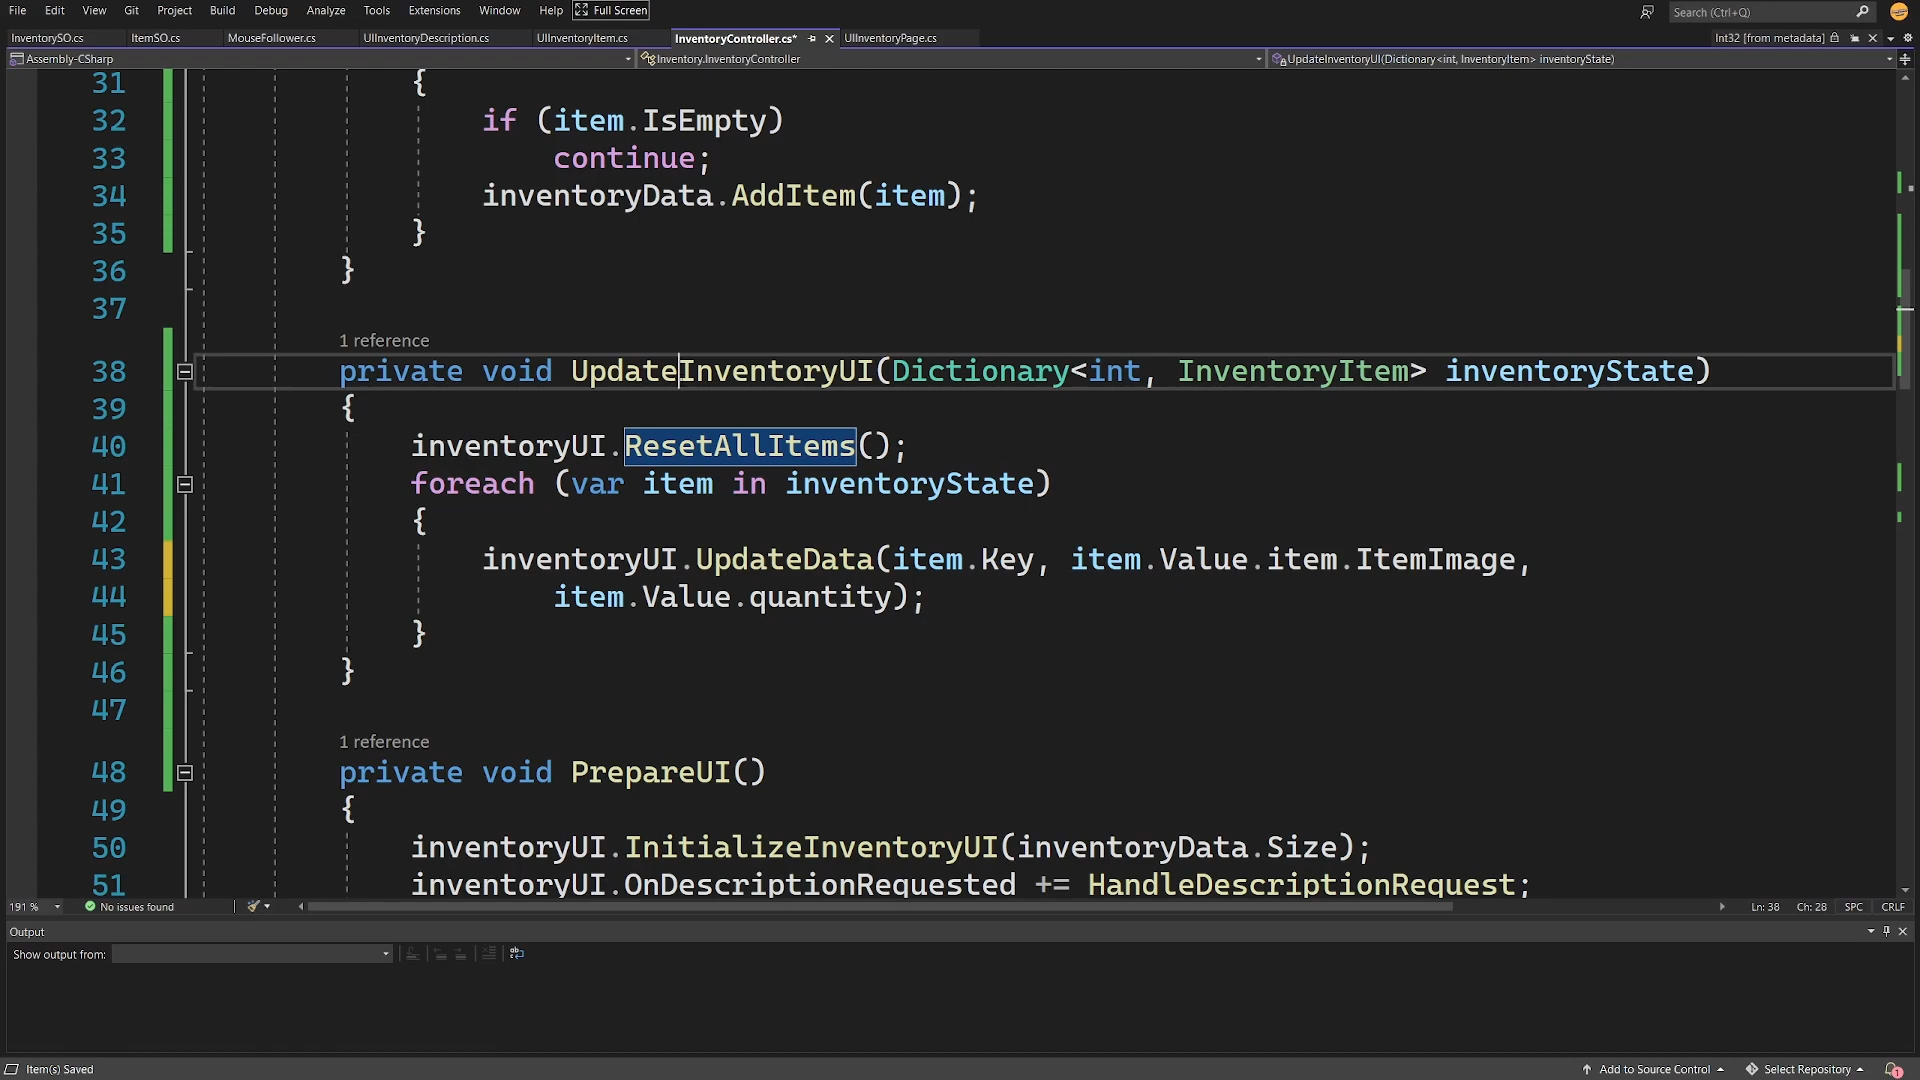 File Edit View Git Project Build Debug Analyze Tools Extensions Window Help Full Screen Search (Ctrl+Q)
InventorySO.cs ItemSO.cs MouseFollower.cs UIInventoryDescription.cs UIInventoryItem.cs InventoryController.cs* UIInventoryPage.cs Int32 [from metadata]
Assembly-CSharp Inventory.InventoryController UpdateInventoryUI(Dictionary<int, InventoryItem> inventoryState)
31 {
32 if (item.IsEmpty)
33 continue;
34 inventoryData.AddItem(item);
35 }
36 }
37
1 reference
38 private void UpdateInventoryUI(Dictionary<int, InventoryItem> inventoryState)
39 {
40 inventoryUI.ResetAllItems();
41 foreach (var item in inventoryState)
42 {
43 inventoryUI.UpdateData(item.Key, item.Value.item.ItemImage,
44 item.Value.quantity);
45 }
46 }
47
1 reference
48 private void PrepareUI()
49 {
50 inventoryUI.InitializeInventoryUI(inventoryData.Size);
51 inventoryUI.OnDescriptionRequested += HandleDescriptionRequest;
191 % No issues found Ln: 38 Ch: 28 SPC CRLF
Output
Show output from:
Item(s) Saved Add to Source Control Select Repository 1